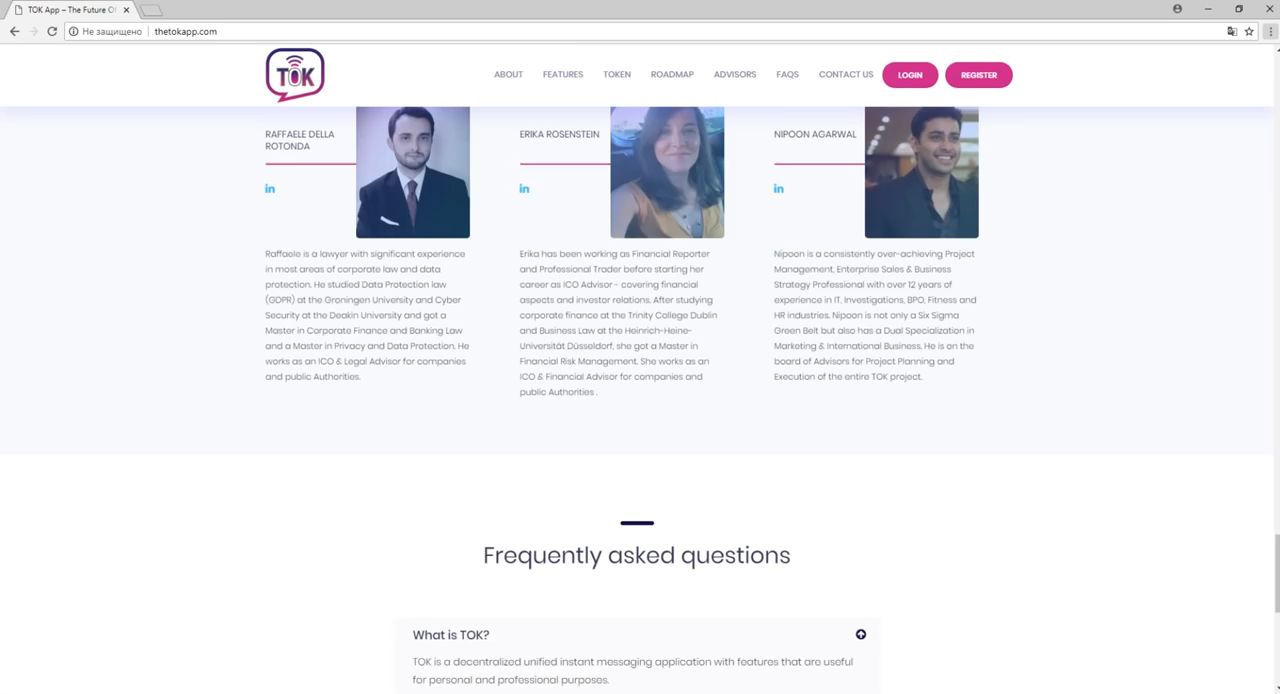 TOK App – The Future Of
Не защищено
thetokapp.com
TOK
ABOUT
FEATURES
TOKEN
ROADMAP
ADVISORS
FAQS
CONTACT US
LOGIN
REGISTER
RAFFAELE DELLA
ROTONDA
in
Raffaele is a lawyer with significant experience
in most areas of corporate law and data
protection. He studied Data Protection law
(GDPR) at the Groningen University and Cyber
Security at the Deakin University and got a
Master in Corporate Finance and Banking Law
and a Master in Privacy and Data Protection. He
works as an ICO & Legal Advisor for companies
and public Authorities.
ERIKA ROSENSTEIN
in
Erika has been working as Financial Reporter
and Professional Trader before starting her
career as ICO Advisor - covering financial
aspects and investor relations. After studying
corporate finance at the Trinity College Dublin
and Business Law at the Heinrich-Heine-
Universität Düsseldorf, she got a Master in
Financial Risk Management. She works as an
ICO & Financial Advisor for companies and
public Authorities .
NIPOON AGARWAL
in
Nipoon is a consistently over-achieving Project
Management, Enterprise Sales & Business
Strategy Professional with over 12 years of
experience in IT, Investigations, BPO, Fitness and
HR industries. Nipoon is not only a Six Sigma
Green Belt but also has a Dual Specialization in
Marketing & International Business. He is on the
board of Advisors for Project Planning and
Execution of the entire TOK project.
Frequently asked questions
What is TOK?
TOK is a decentralized unified instant messaging application with features that are useful
for personal and professional purposes.